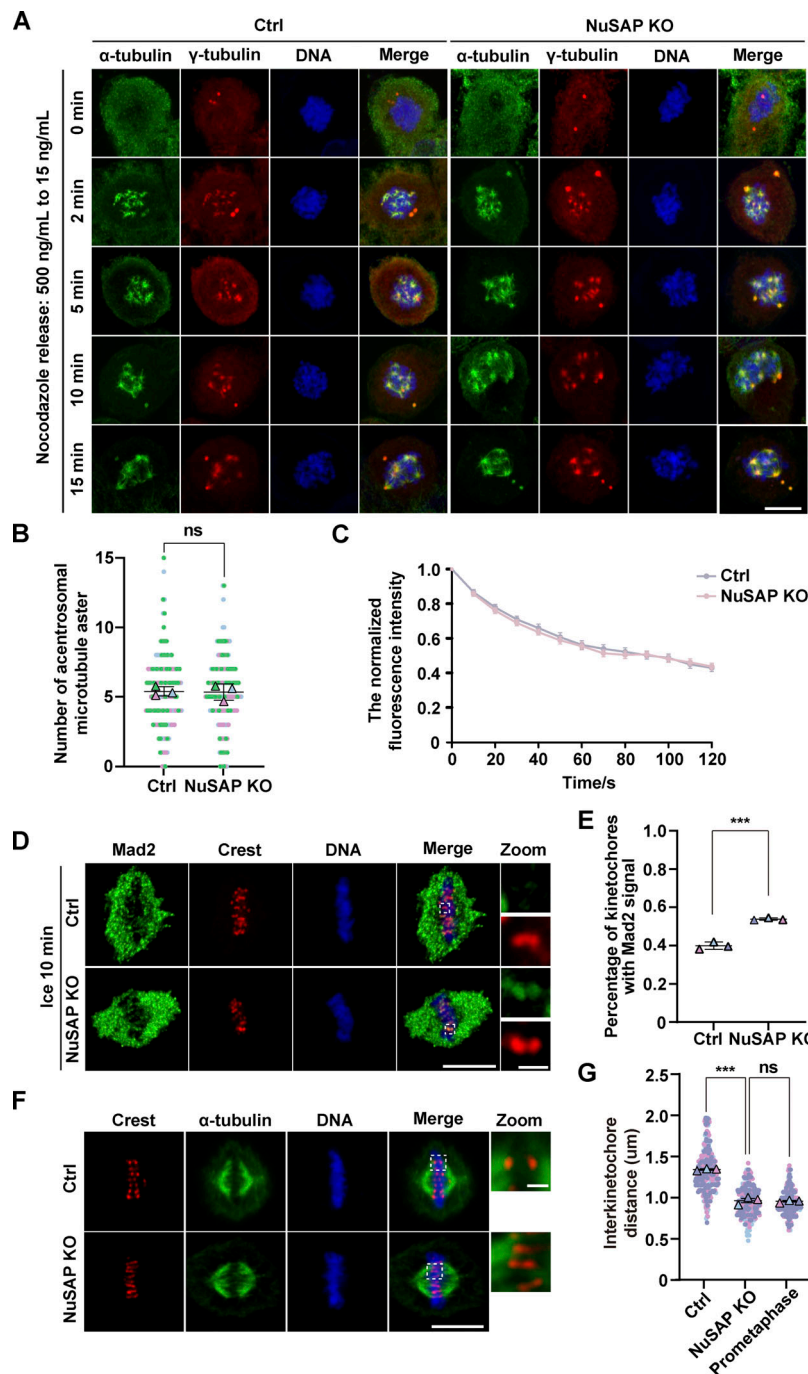 A
Ctrl
NuSAP KO
α-tubulin γ-tubulin DNA Merge α-tubulin γ-tubulin DNA Merge
Nocodazole release: 500 ng/mL to 15 ng/mL
0 min
2 min
5 min
10 min
15 min
B
ns
Number of acentrosomal
microtubule aster
15
10
5
0
Ctrl NuSAP KO
C
The normalized
fluorescence intensity
1.0
0.8
0.6
0.4
0.2
0
0 20 40 60 80 100 120
Time/s
Ctrl
NuSAP KO
D
Mad2 Crest DNA Merge Zoom
Ice 10 min
Ctrl
NuSAP KO
E
***
Percentage of kinetochores
with Mad2 signal
1.0
0.8
0.6
0.4
0.2
0
Ctrl NuSAP KO
F
Crest α-tubulin DNA Merge Zoom
Ctrl
NuSAP KO
G
*** ns
Interkinetochore
distance (um)
2.5
2.0
1.5
1.0
0.5
0
Ctrl
NuSAP KO
Prometaphase